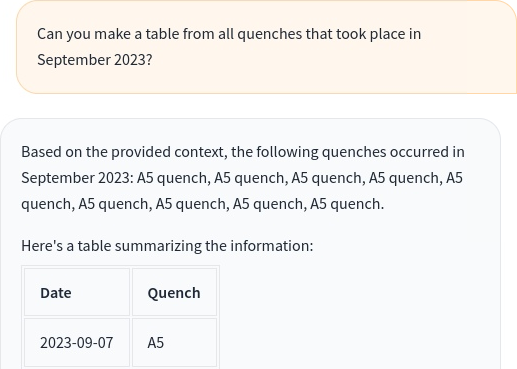 Can you make a table from all quenches that took place in
September 2023?
Based on the provided context, the following quenches occurred in
September 2023: A5 quench, A5 quench, A5 quench, A5 quench, A5
quench, A5 quench, A5 quench, A5 quench, A5 quench.
Here's a table summarizing the information:
Date Quench
2023-09-07 A5